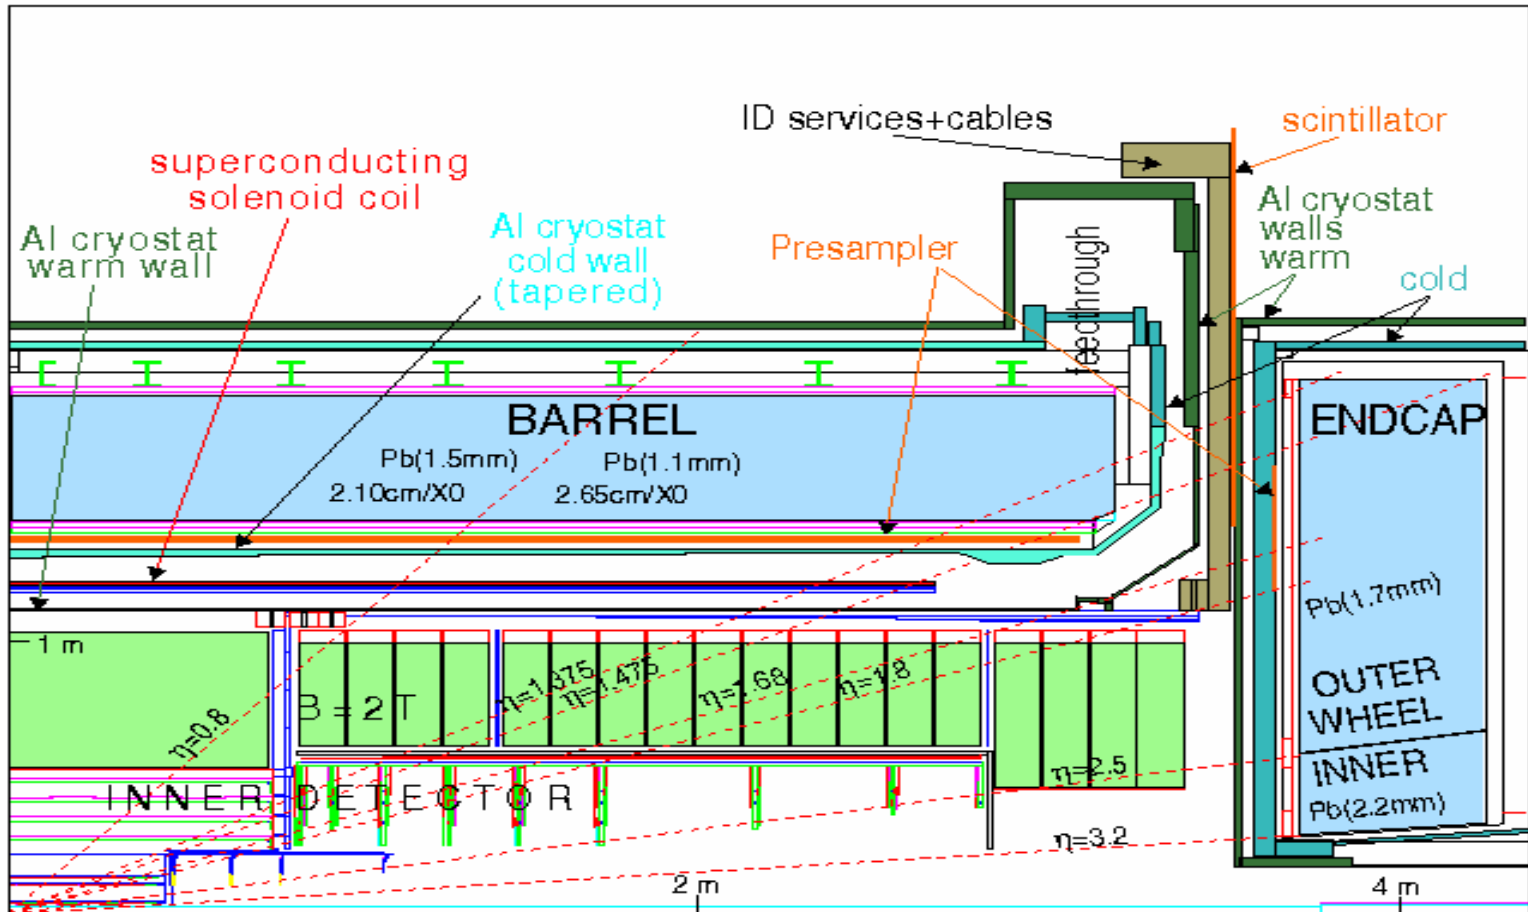 ID services+cables
scintillator
superconducting
solenoid coil
Al cryostat
warm wall
Al cryostat
cold wall
(tapered)
Presampler
feedthrough
Al cryostat
walls
warm
cold
BARREL
Pb(1.5mm)
Pb(1.1mm)
2.10cm/X0
2.65cm/X0
ENDCAP
Pb(1.7mm)
1 m
η=0.8
B = 2 T
η=1.375
η=1.475
η=1.68
η=1.8
OUTER
WHEEL
INNER
Pb(2.2mm)
η=2.5
INNER DETECTOR
η=3.2
2 m
4 m